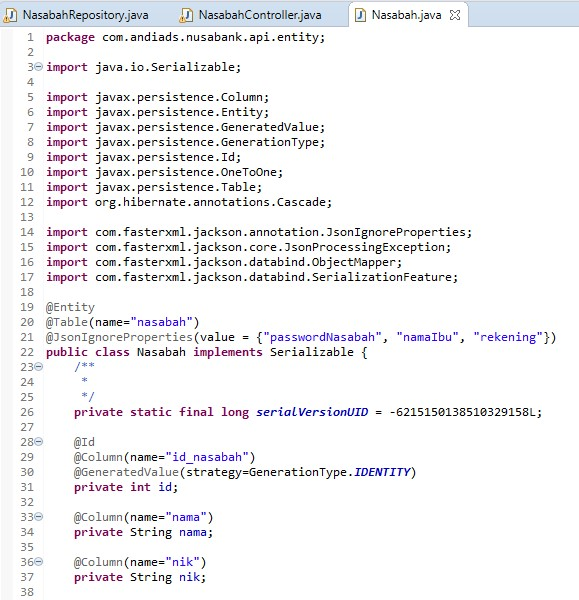 NasabahRepository.java NasabahController.java Nasabah.java
1 package com.andiads.nusabank.api.entity;
2
3 import java.io.Serializable;
4
5 import javax.persistence.Column;
6 import javax.persistence.Entity;
7 import javax.persistence.GeneratedValue;
8 import javax.persistence.GenerationType;
9 import javax.persistence.Id;
10 import javax.persistence.OneToOne;
11 import javax.persistence.Table;
12 import org.hibernate.annotations.Cascade;
13
14 import com.fasterxml.jackson.annotation.JsonIgnoreProperties;
15 import com.fasterxml.jackson.core.JsonProcessingException;
16 import com.fasterxml.jackson.databind.ObjectMapper;
17 import com.fasterxml.jackson.databind.SerializationFeature;
18
19 @Entity
20 @Table(name="nasabah")
21 @JsonIgnoreProperties(value = {"passwordNasabah", "namaIbu", "rekening"})
22 public class Nasabah implements Serializable {
23 /**
24 *
25 */
26 private static final long serialVersionUID = -6215150138510329158L;
27
28 @Id
29 @Column(name="id_nasabah")
30 @GeneratedValue(strategy=GenerationType.IDENTITY)
31 private int id;
32
33 @Column(name="nama")
34 private String nama;
35
36 @Column(name="nik")
37 private String nik;
38